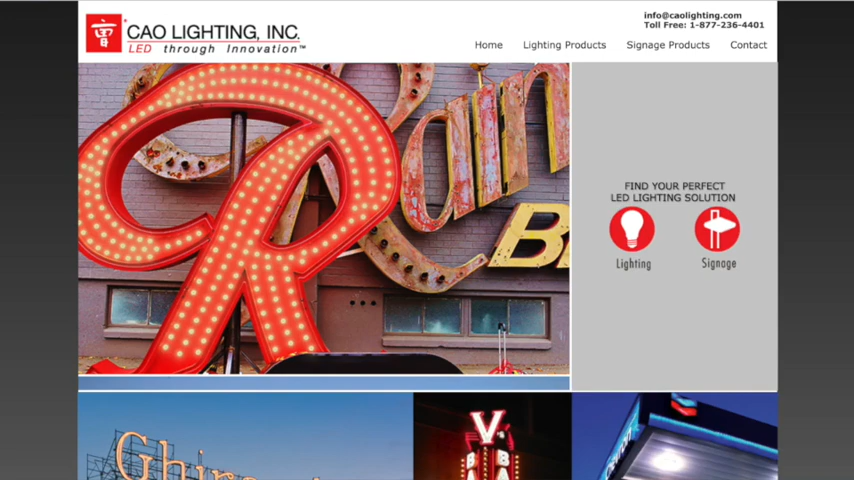 CAO LIGHTING, INC.
LED through Innovation™
info@caolighting.com
Toll Free: 1-877-236-4401
Home
Lighting Products
Signage Products
Contact
R
FIND YOUR PERFECT
LED LIGHTING SOLUTION
Lighting
Signage
V